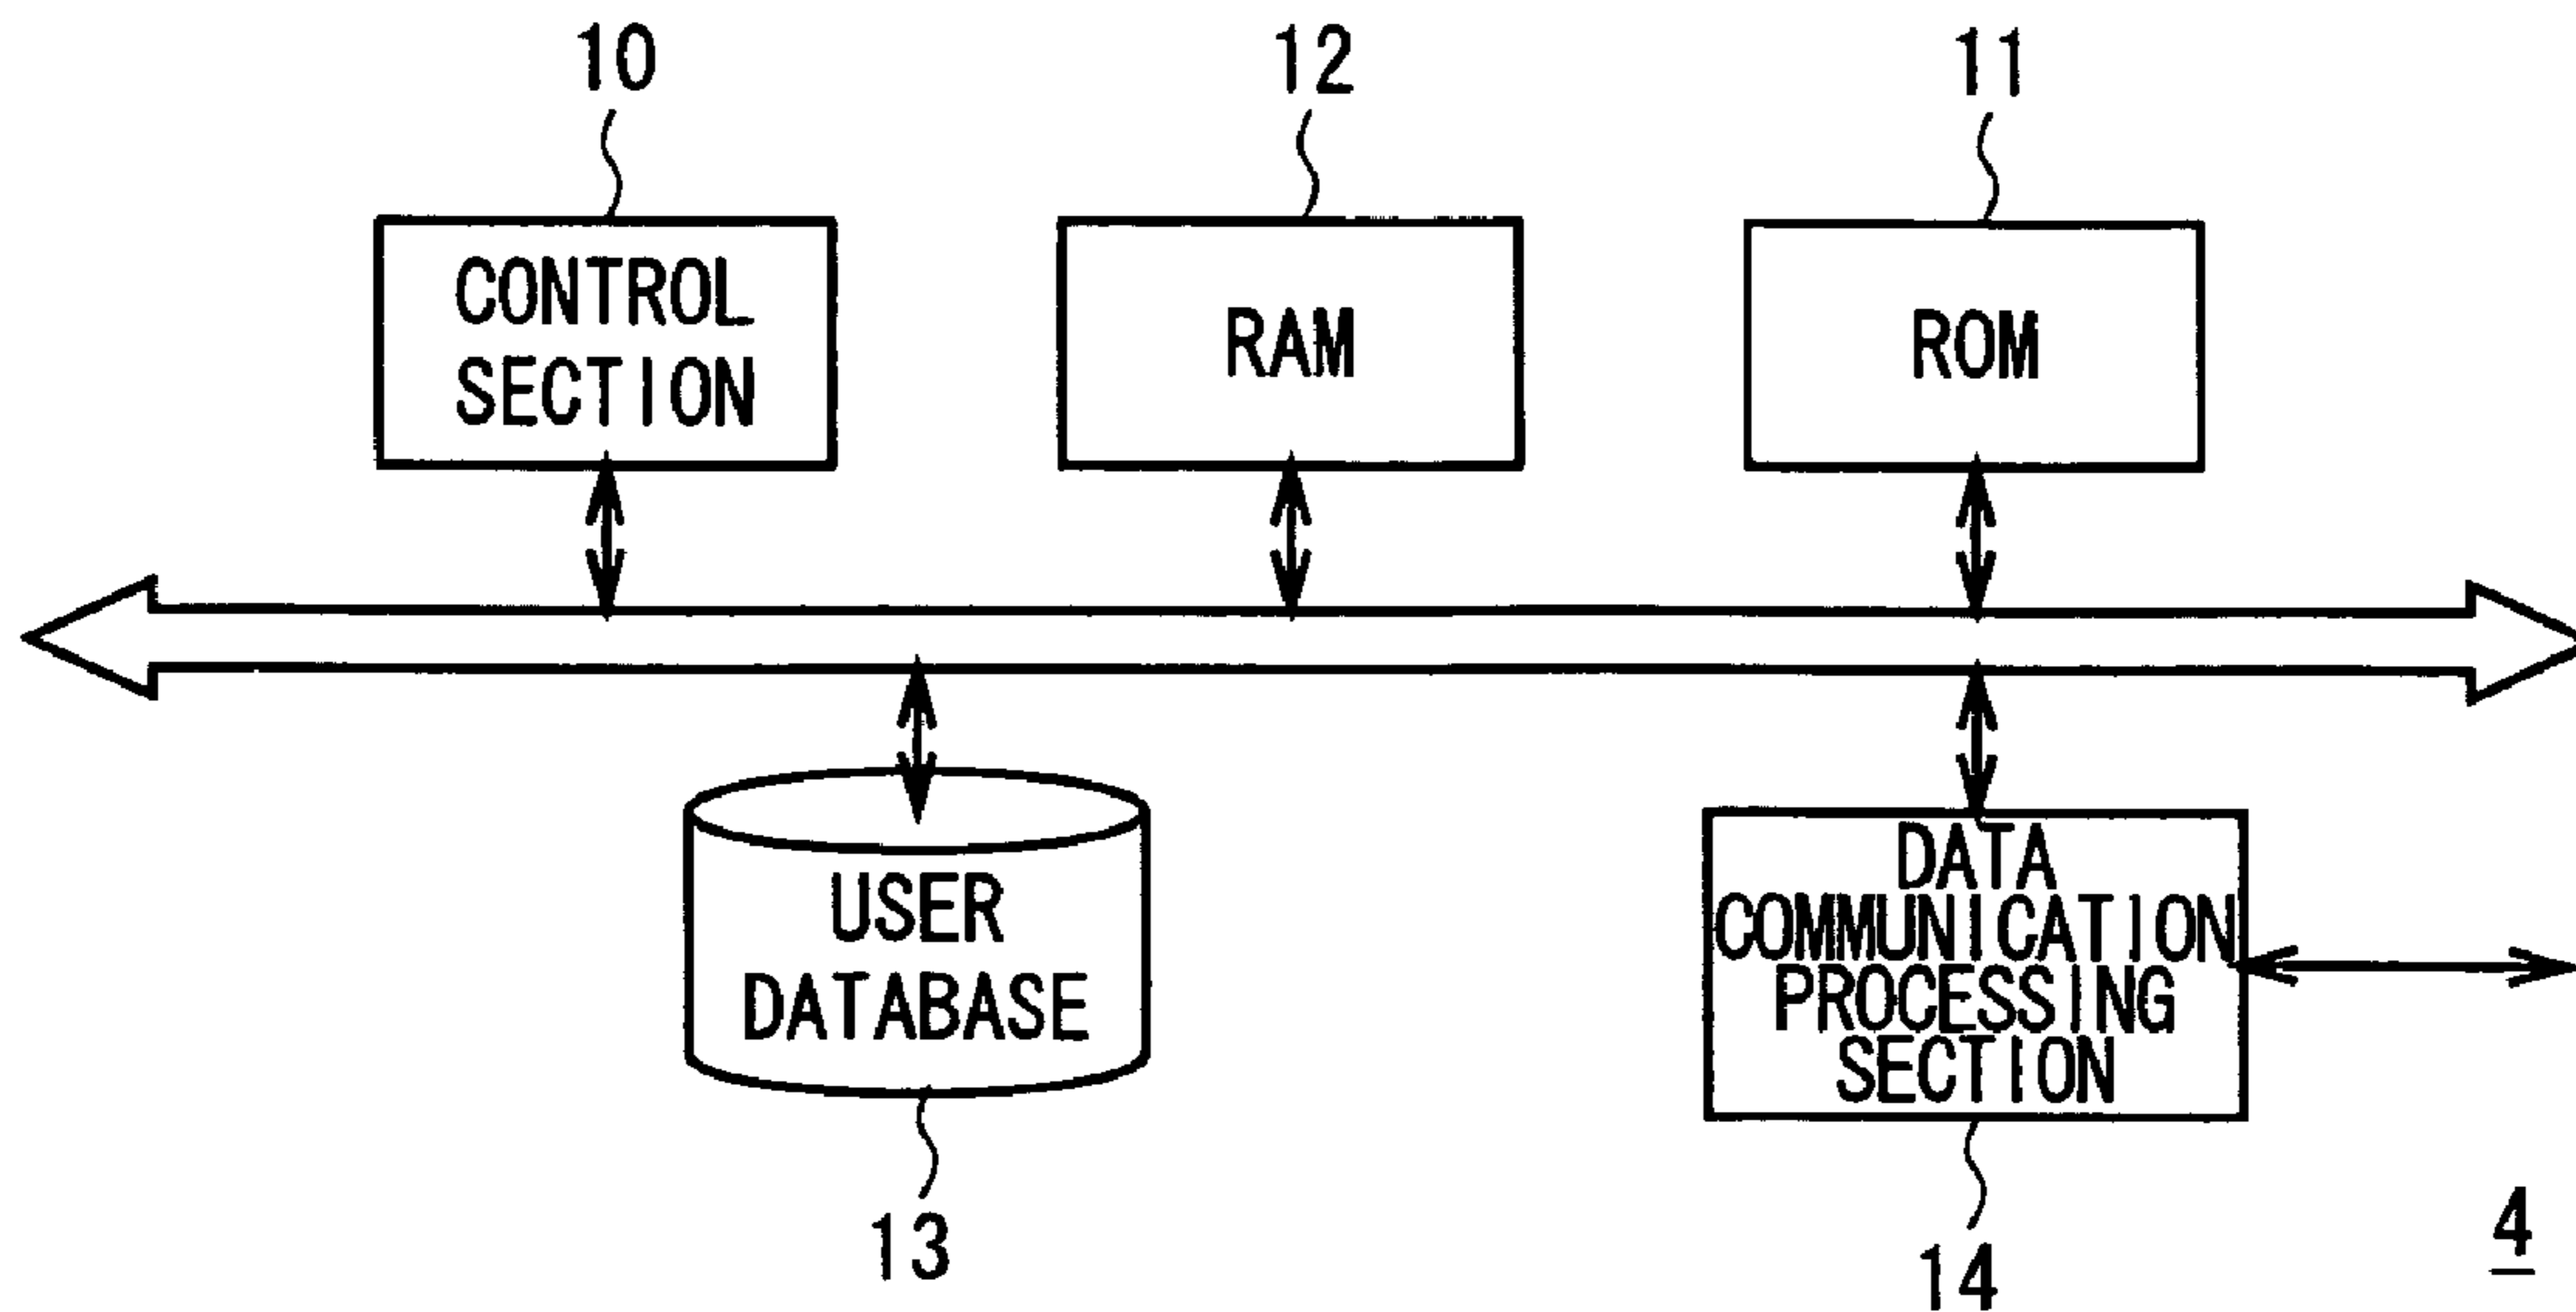 10
12
11
CONTROL
SECTION
RAM
ROM
USER
DATABASE
DATA
COMMUNICATION
PROCESSING
SECTION
13
14
4